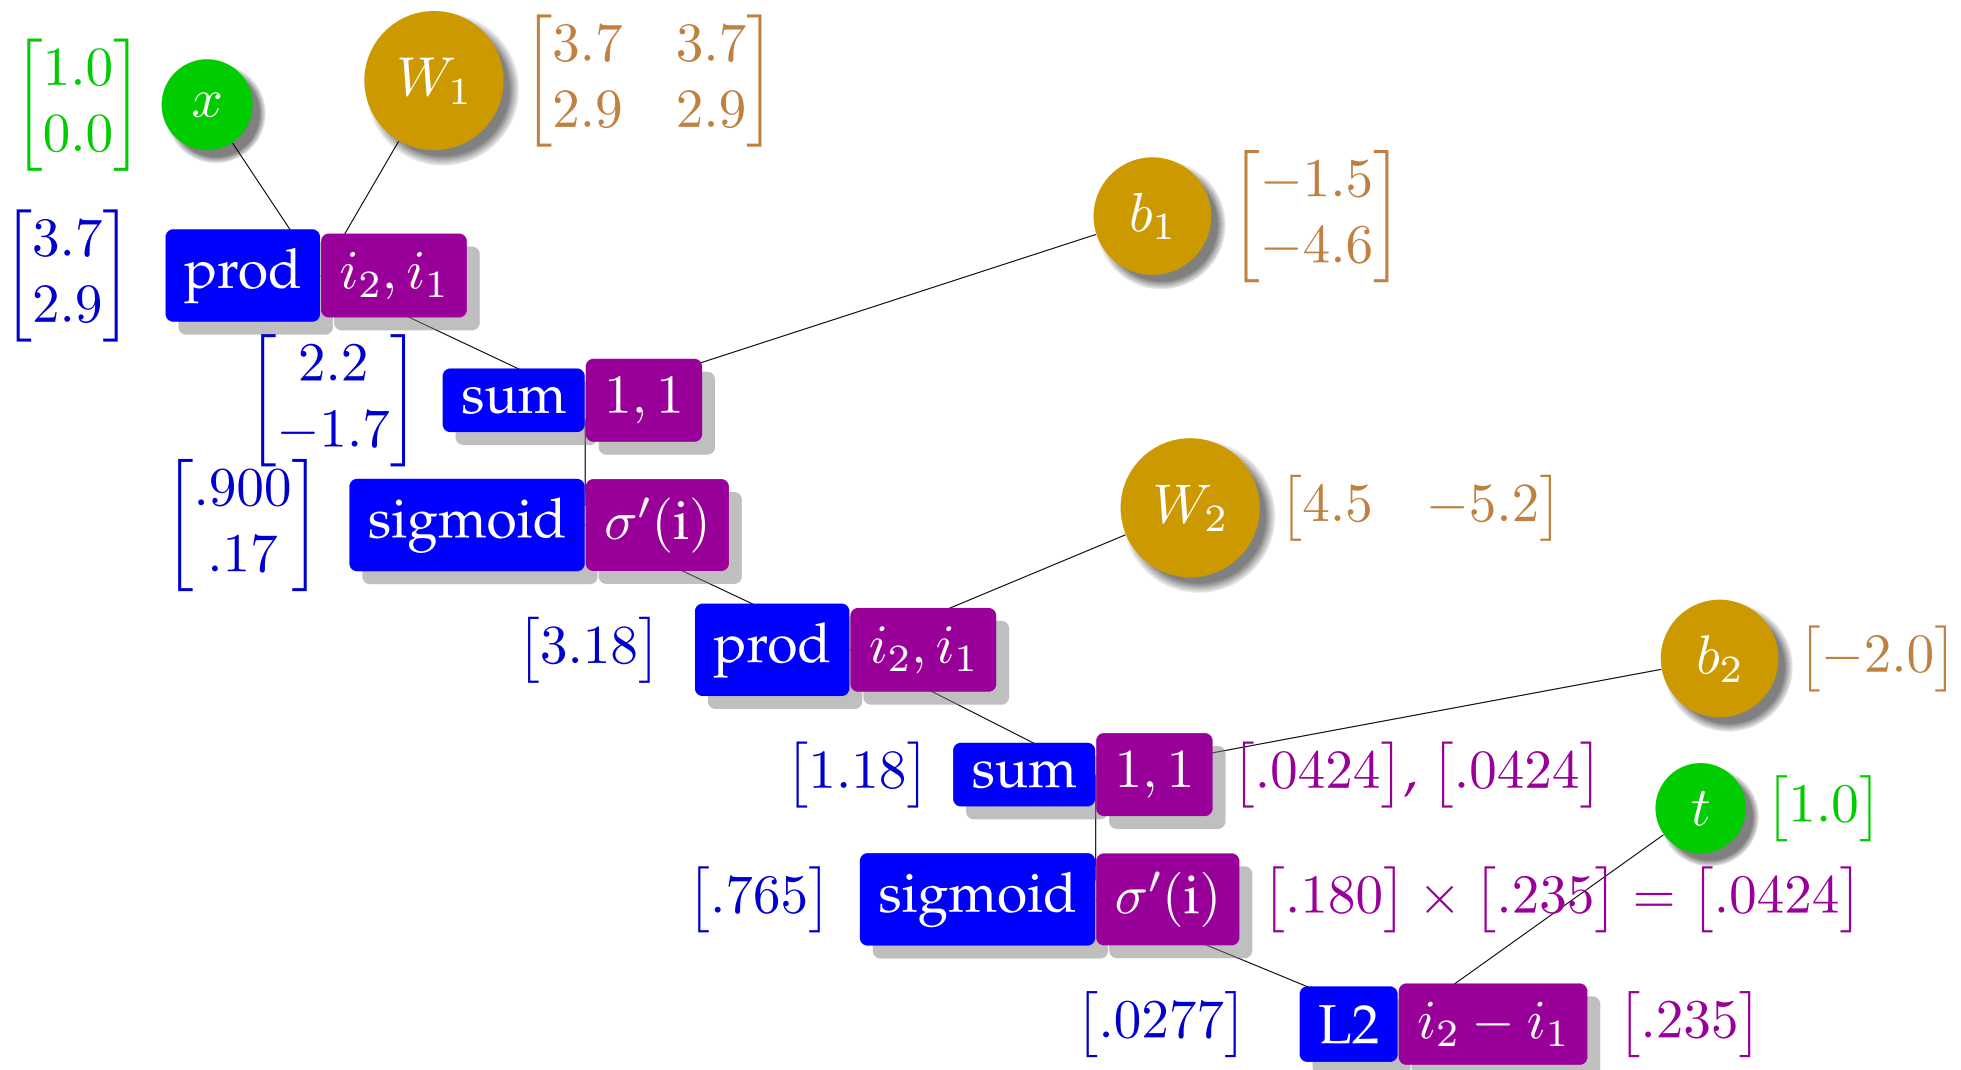 [1.0 0.0] x W₁ [3.7 3.7 2.9 2.9]
b₁ [−1.5 −4.6]
[3.7 2.9] prod i₂, i₁
[2.2 −1.7] sum 1, 1
[.900 .17] sigmoid σ′(i) W₂ [4.5 −5.2]
[3.18] prod i₂, i₁ b₂ [−2.0]
[1.18] sum 1, 1 [.0424], [.0424] t [1.0]
[.765] sigmoid σ′(i) [.180] × [.235] = [.0424]
[.0277] L2 i₂ − i₁ [.235]